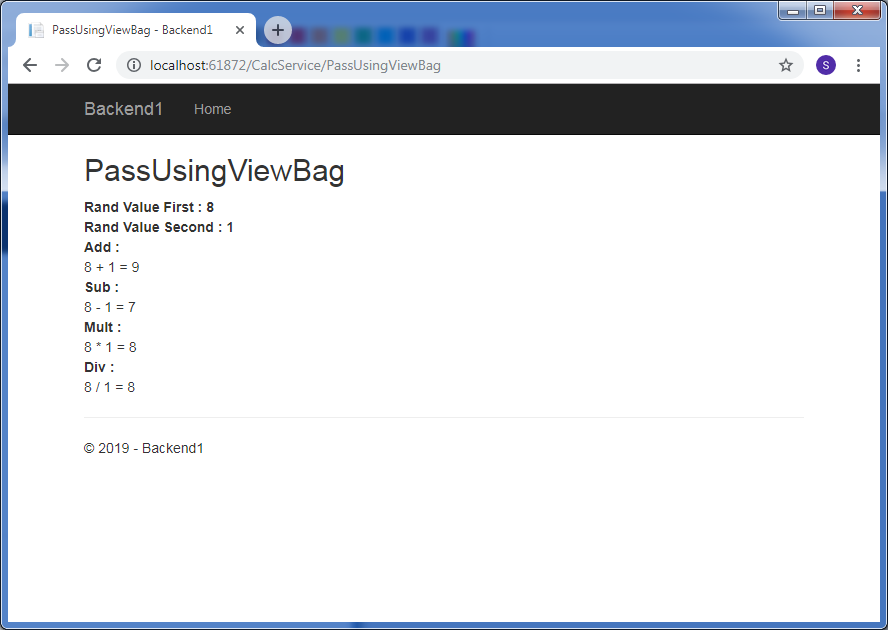 PassUsingViewBag - Backend1
localhost:61872/CalcService/PassUsingViewBag
S
Backend1 Home
PassUsingViewBag
Rand Value First : 8
Rand Value Second : 1
Add :
8 + 1 = 9
Sub :
8 - 1 = 7
Mult :
8 * 1 = 8
Div :
8 / 1 = 8
© 2019 - Backend1